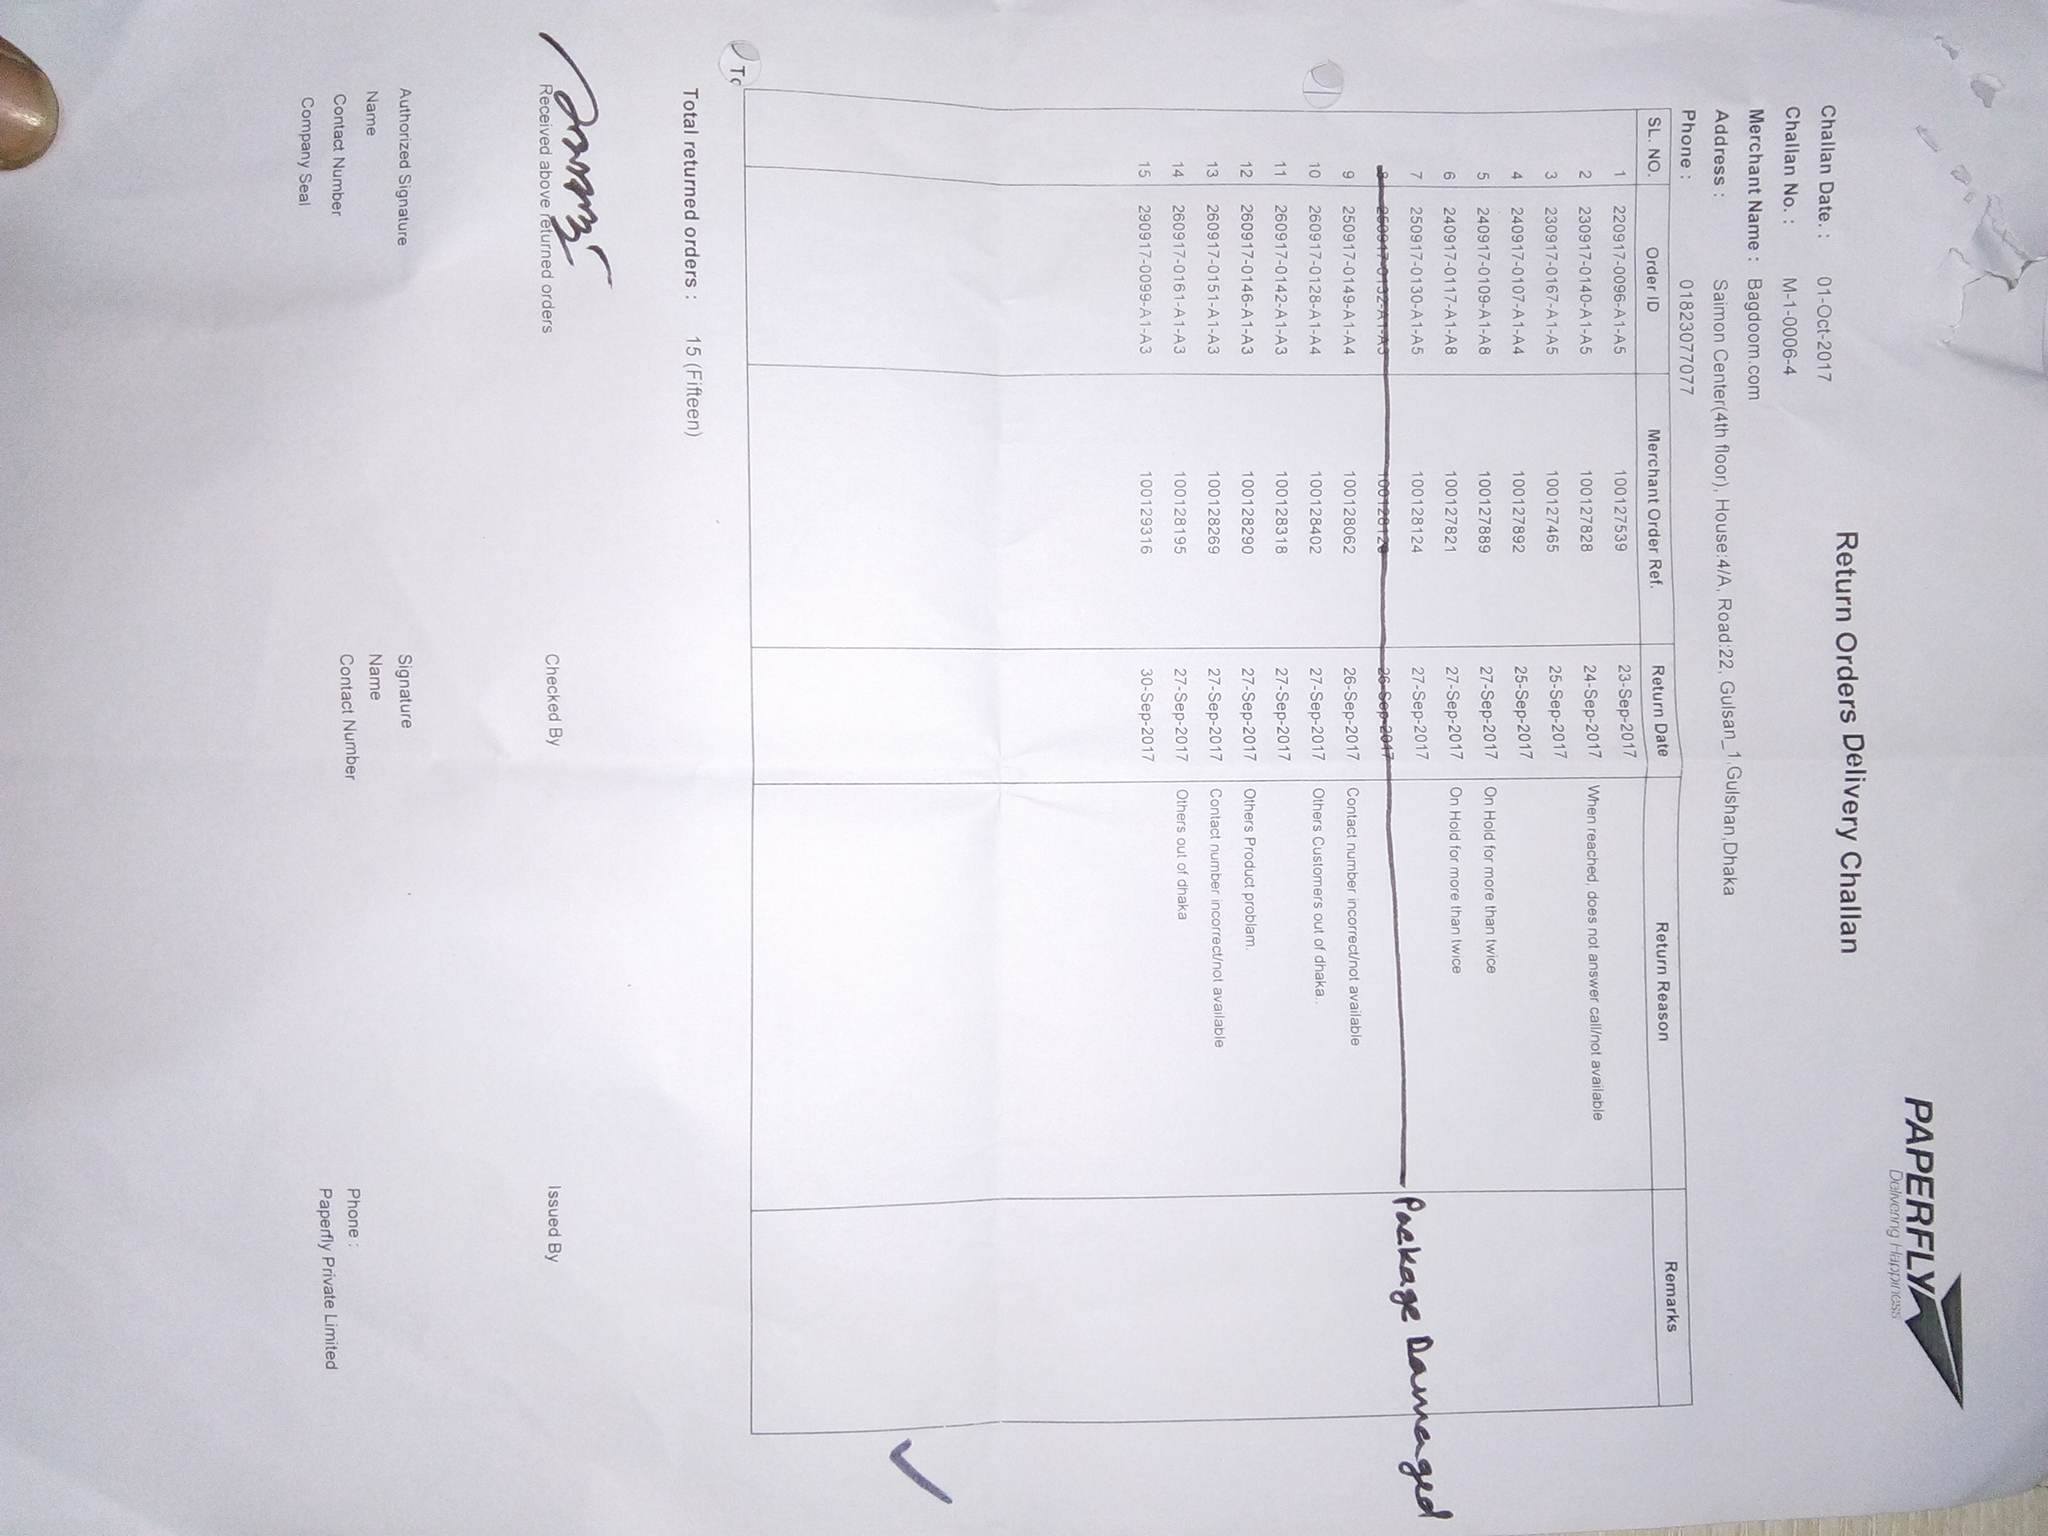 PAPERFLY
Delivering Happiness
Return Orders Delivery Challan
Challan Date. : 01-Oct-2017
Challan No. : M-1-0006-4
Merchant Name : Bagdoom.com
Address : Saimon Center(4th floor), House:4/A, Road:22, Gulsan_1,Gulshan,Dhaka
Phone : 01823077077
SL. NO. Order ID Merchant Order Ref. Return Date Return Reason Remarks
1 220917-0096-A1-A5 100127539 23-Sep-2017
2 230917-0140-A1-A5 100127828 24-Sep-2017 When reached, does not answer call/not available
3 230917-0167-A1-A5 100127465 25-Sep-2017
4 240917-0107-A1-A4 100127892 25-Sep-2017
5 240917-0109-A1-A8 100127889 27-Sep-2017 On Hold for more than twice
6 240917-0117-A1-A8 100127821 27-Sep-2017 On Hold for more than twice
7 250917-0130-A1-A5 100128124 27-Sep-2017
8 250917-0132-A1-A3 26-Sep-2017 Package Damaged
9 250917-0149-A1-A4 100128062 26-Sep-2017 Contact number incorrect/not available
10 260917-0128-A1-A4 100128402 27-Sep-2017 Others Customers out of dhaka..
11 260917-0142-A1-A3 100128318 27-Sep-2017
12 260917-0146-A1-A3 100128290 27-Sep-2017 Others Product problam.
13 260917-0151-A1-A3 100128269 27-Sep-2017 Contact number incorrect/not available
14 260917-0161-A1-A3 100128195 27-Sep-2017 Others out of dhaka
15 290917-0099-A1-A3 100129316 30-Sep-2017
Total returned orders : 15 (Fifteen)
Received above returned orders Checked By Issued By
Authorized Signature Signature
Name Name Phone :
Contact Number Contact Number Paperfly Private Limited
Company Seal